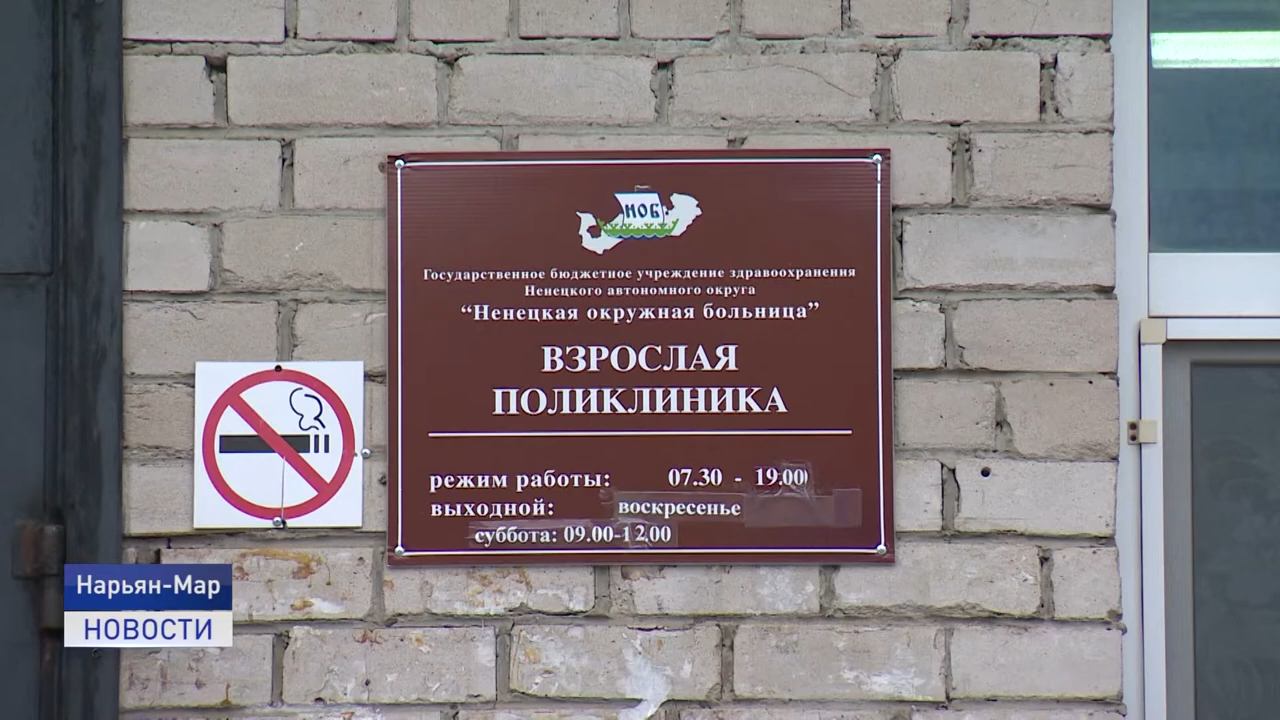 НОБ
Государственное бюджетное учреждение здравоохранения
Ненецкого автономного округа
“Ненецкая окружная больница”
ВЗРОСЛАЯ
ПОЛИКЛИНИКА
режим работы: 07.30 - 19.00
выходной: воскресенье
суббота: 09.00-12.00
Нарьян-Мар
НОВОСТИ